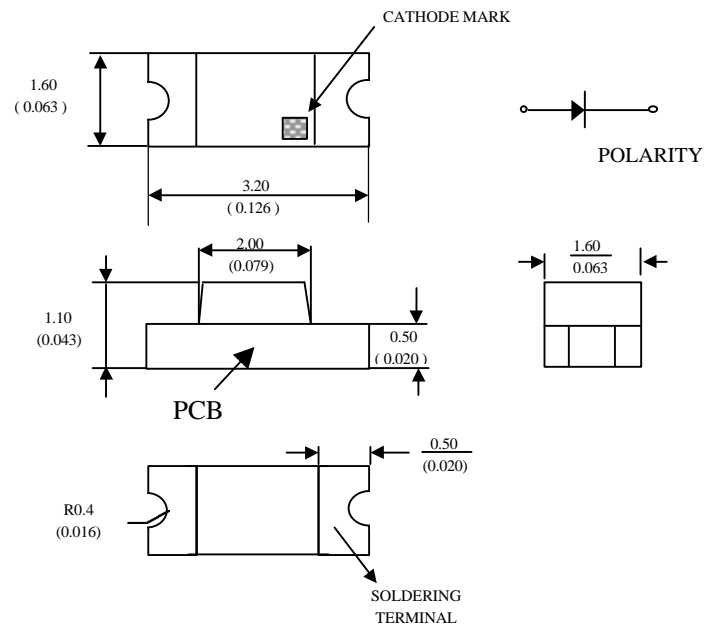 CATHODE MARK
1.60
( 0.063 )
POLARITY
3.20
( 0.126 )
2.00
(0.079)
1.60
0.063
1.10
(0.043)
0.50
( 0.020 )
PCB
0.50
(0.020)
R0.4
(0.016)
SOLDERING
TERMINAL